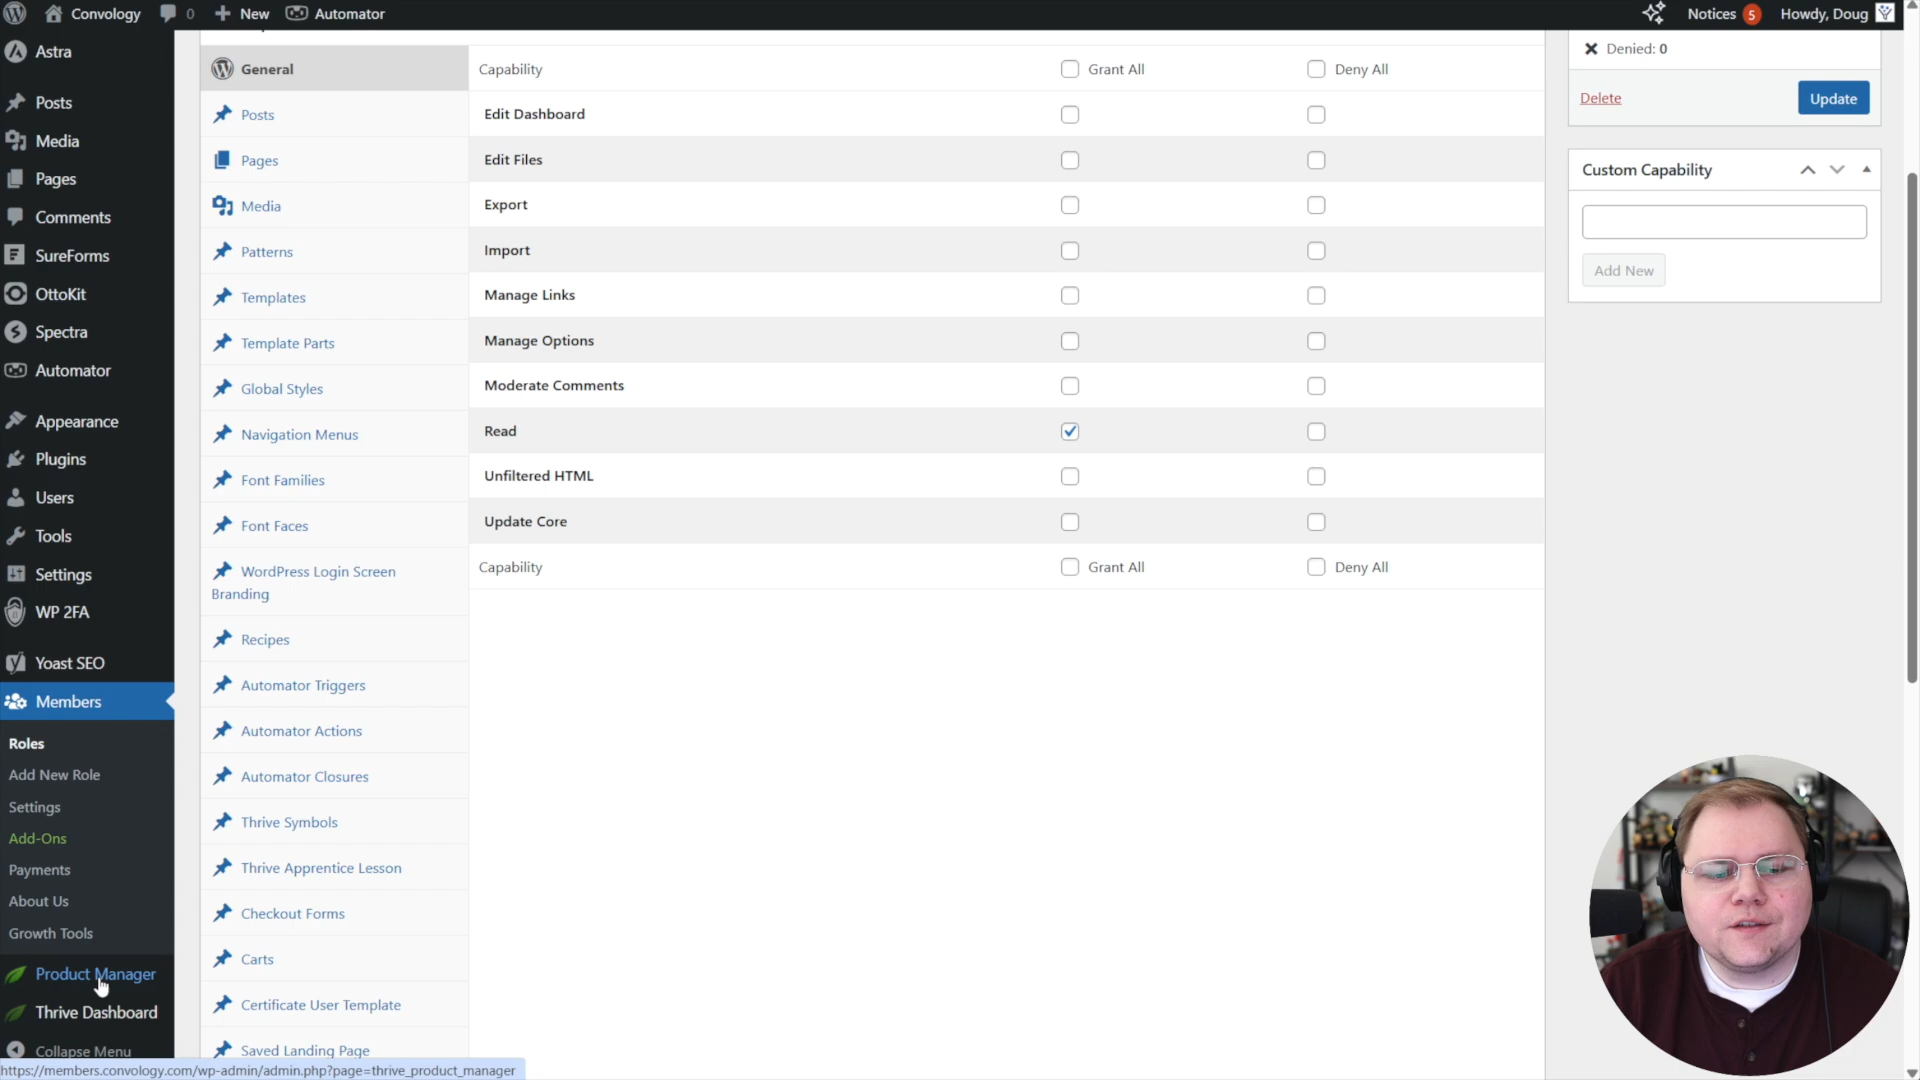 Convology
0
New
Automator
Notices 5
Howdy, Doug
Astra
Posts
Media
Pages
Comments
SureForms
OttoKit
Spectra
Automator
Appearance
Plugins
Users
Tools
Settings
WP 2FA
Yoast SEO
Members
Roles
Add New Role
Settings
Add-Ons
Payments
About Us
Growth Tools
Product Manager
Thrive Dashboard
Collapse Menu
General
Posts
Pages
Media
Patterns
Templates
Template Parts
Global Styles
Navigation Menus
Font Families
Font Faces
WordPress Login Screen
Branding
Recipes
Automator Triggers
Automator Actions
Automator Closures
Thrive Symbols
Thrive Apprentice Lesson
Checkout Forms
Carts
Certificate User Template
Saved Landing Page
Capability Grant All Deny All
Edit Dashboard
Edit Files
Export
Import
Manage Links
Manage Options
Moderate Comments
Read
Unfiltered HTML
Update Core
Capability Grant All Deny All
Denied: 0
Delete
Update
Custom Capability
Add New
https://members.convology.com/wp-admin/admin.php?page=thrive_product_manager